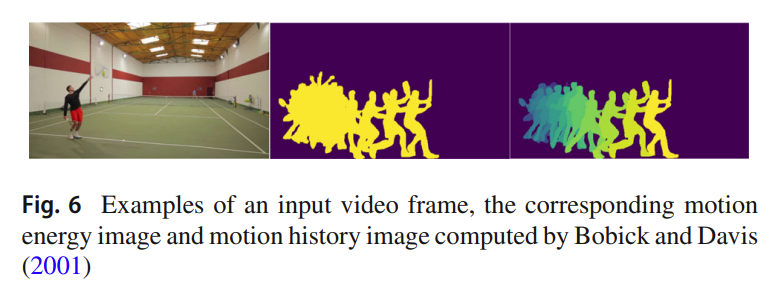 Fig. 6 Examples of an input video frame, the corresponding motion
energy image and motion history image computed by Bobick and Davis
(2001)